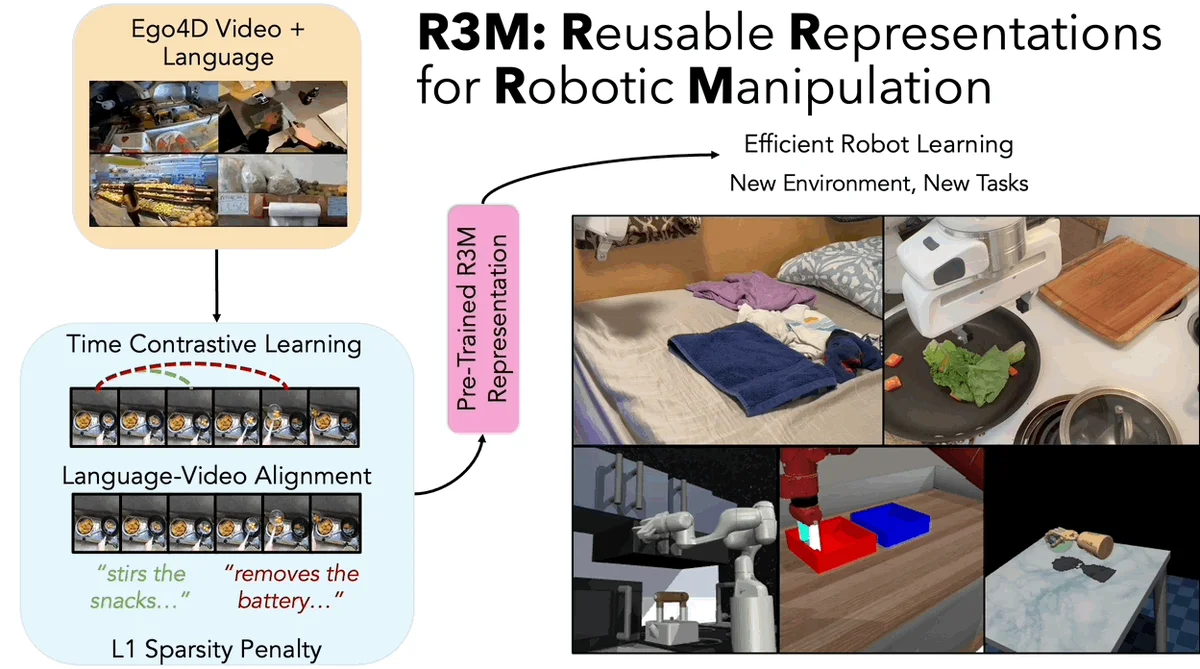 Ego4D Video +
Language
R3M: Reusable Representations
for Robotic Manipulation
Efficient Robot Learning
New Environment, New Tasks
Pre-Trained R3M
Representation
Time Contrastive Learning
Language-Video Alignment
“stirs the
snacks...”
“removes the
battery...”
L1 Sparsity Penalty